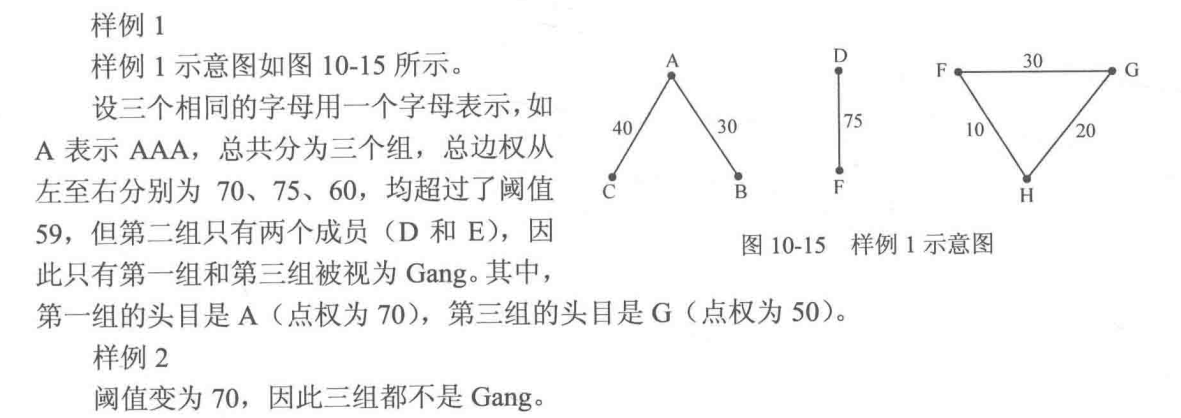 样例 1
样例 1 示意图如图 10-15 所示。
设三个相同的字母用一个字母表示，如
A 表示 AAA，总共分为三个组，总边权从
左至右分别为 70、75、60，均超过了阈值
59，但第二组只有两个成员（D 和 E），因
此只有第一组和第三组被视为 Gang。其中，
第一组的头目是 A（点权为 70），第三组的头目是 G（点权为 50）。
A
40
30
C
B
D
75
F
F
30
G
10
20
H
图 10-15 样例 1 示意图
样例 2
阈值变为 70，因此三组都不是 Gang。